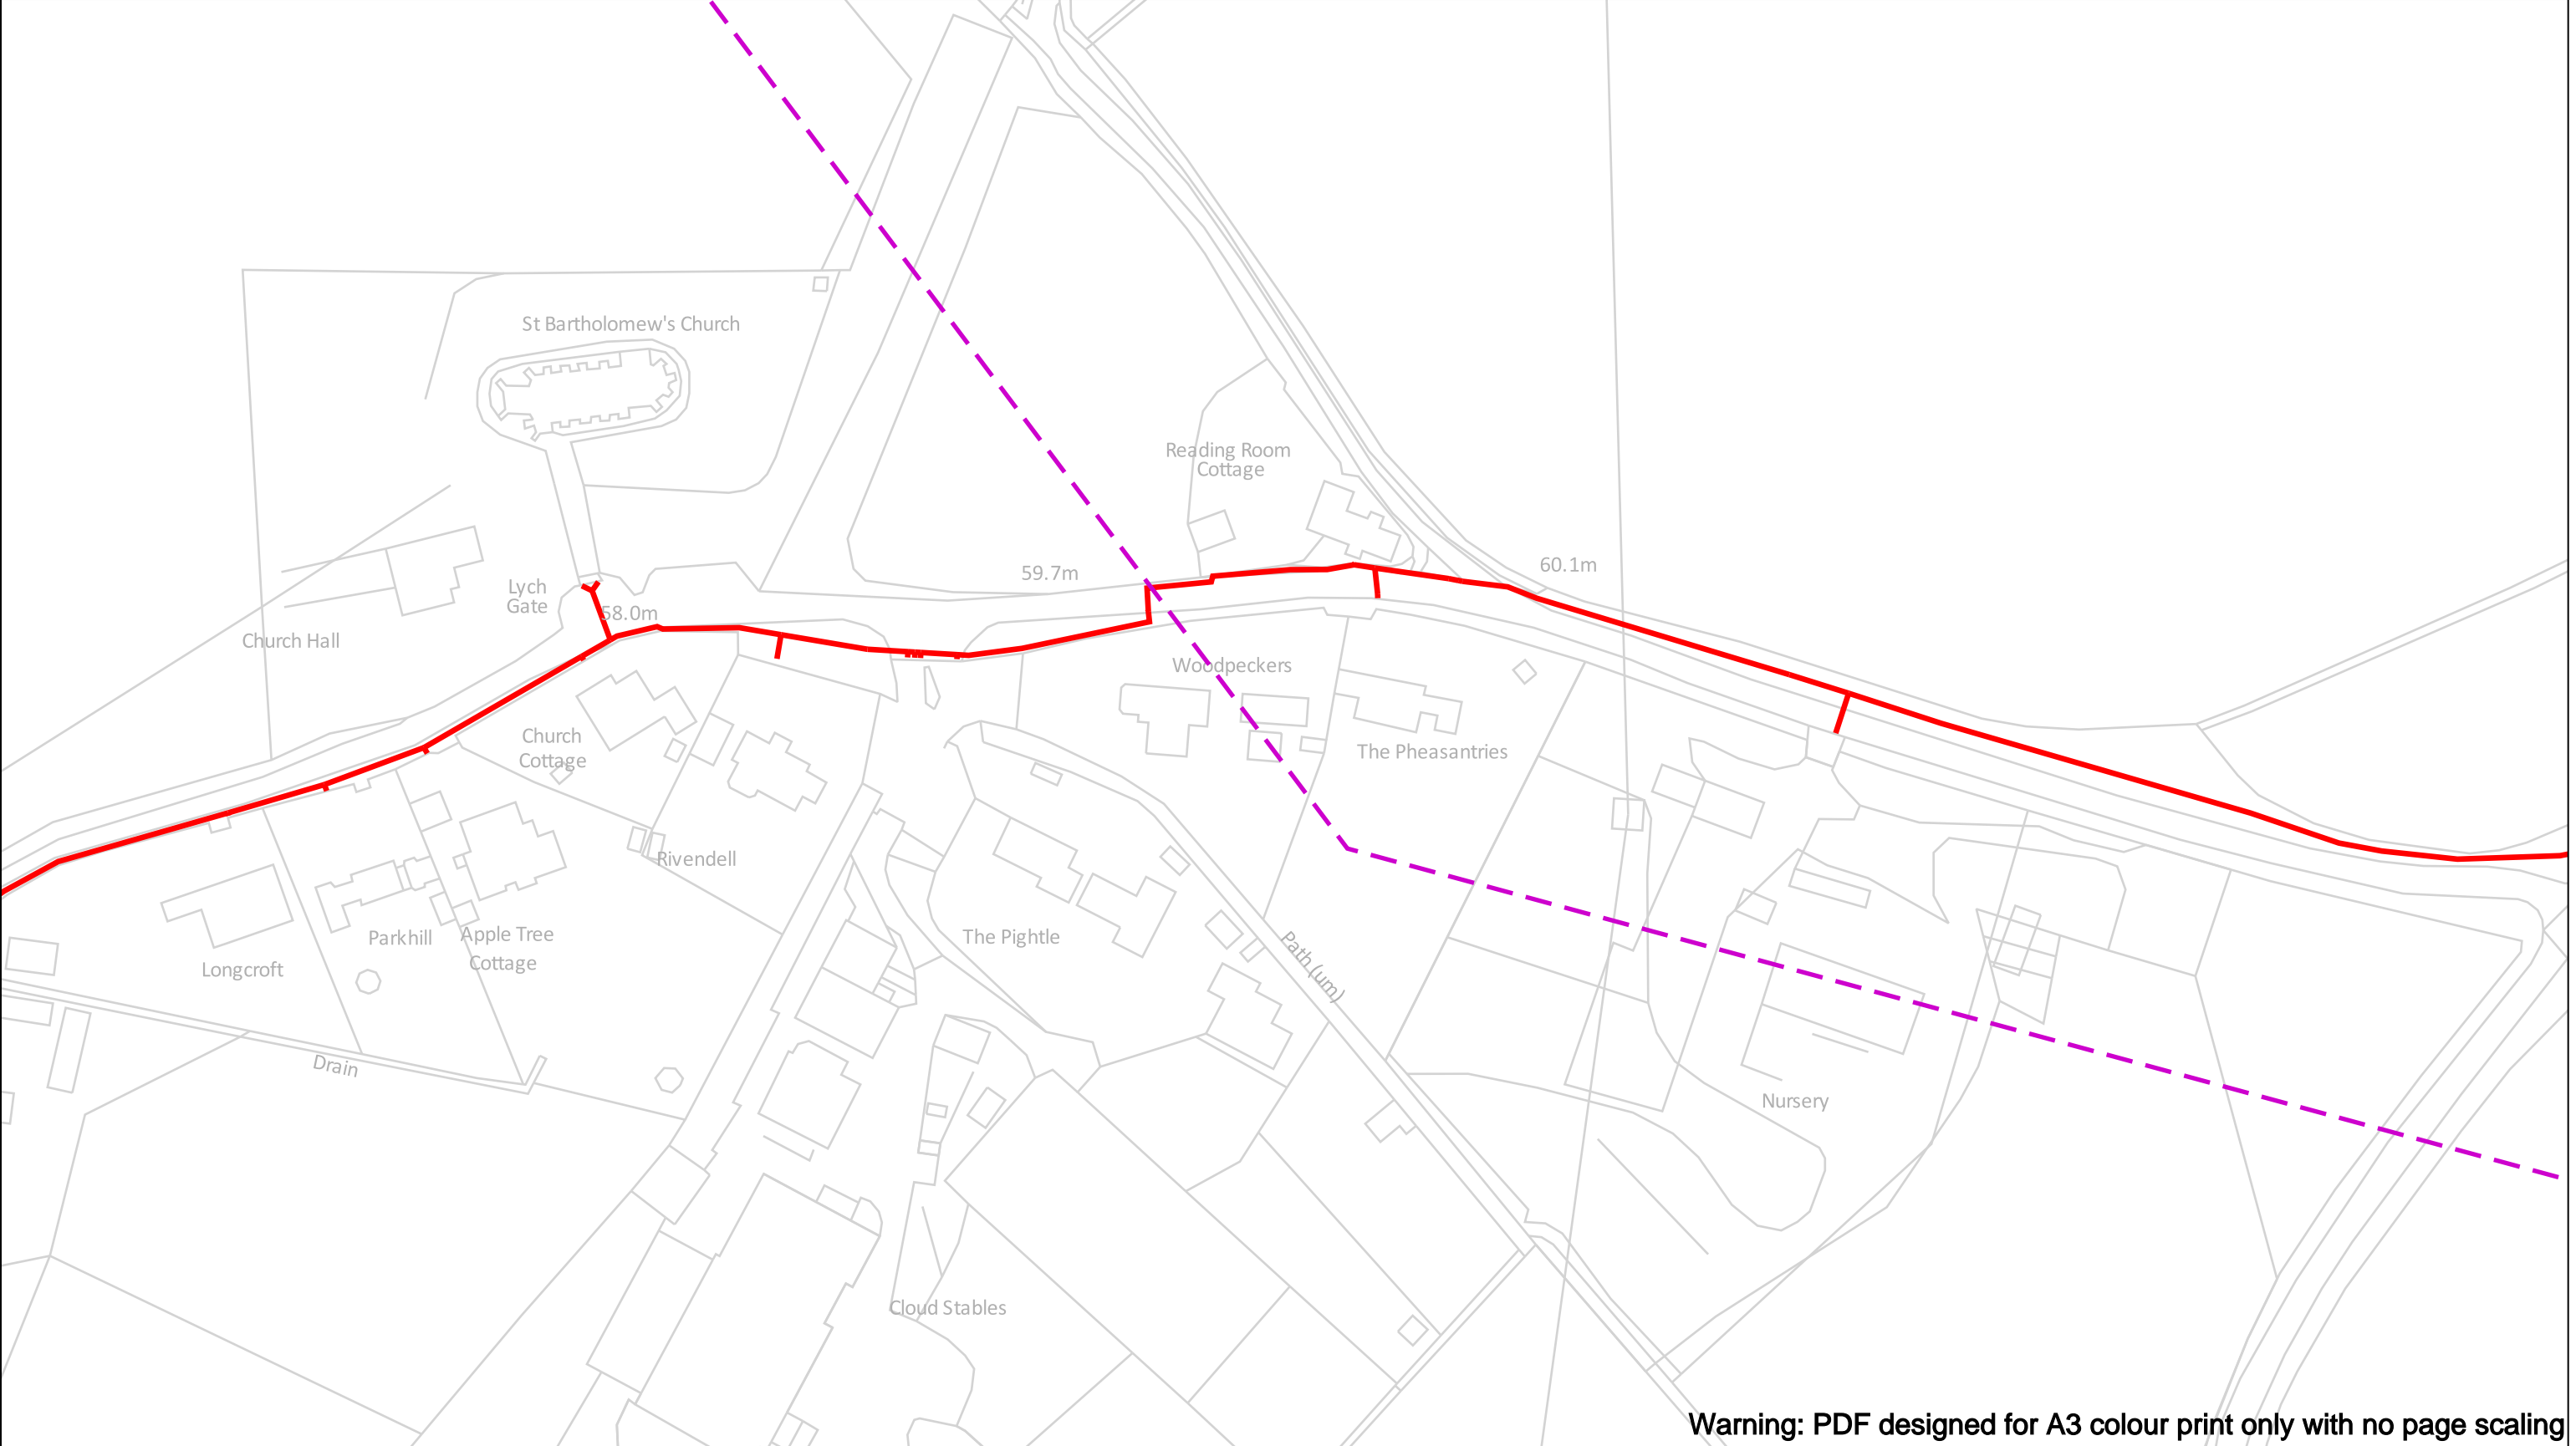 St Bartholomew's Church
Reading Room
Cottage
60.1m
59.7m
Lych
Gate
58.0m
Church Hall
Woodpeckers
Church
Cottage
The Pheasantries
Rivendell
Parkhill
Apple Tree
Cottage
The Pightle
Path (um)
Longcroft
Drain
Nursery
Cloud Stables
Warning: PDF designed for A3 colour print only with no page scaling